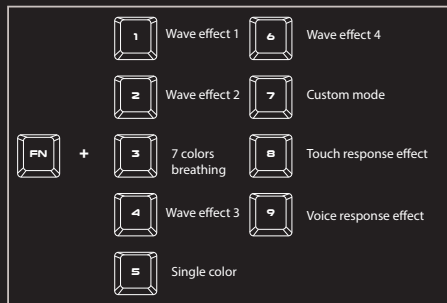 1 Wave effect 1 6 Wave effect 4
2 Wave effect 2 7 Custom mode
FN + 3 7 colors
breathing 8 Touch response effect
4 Wave effect 3 9 Voice response effect
5 Single color